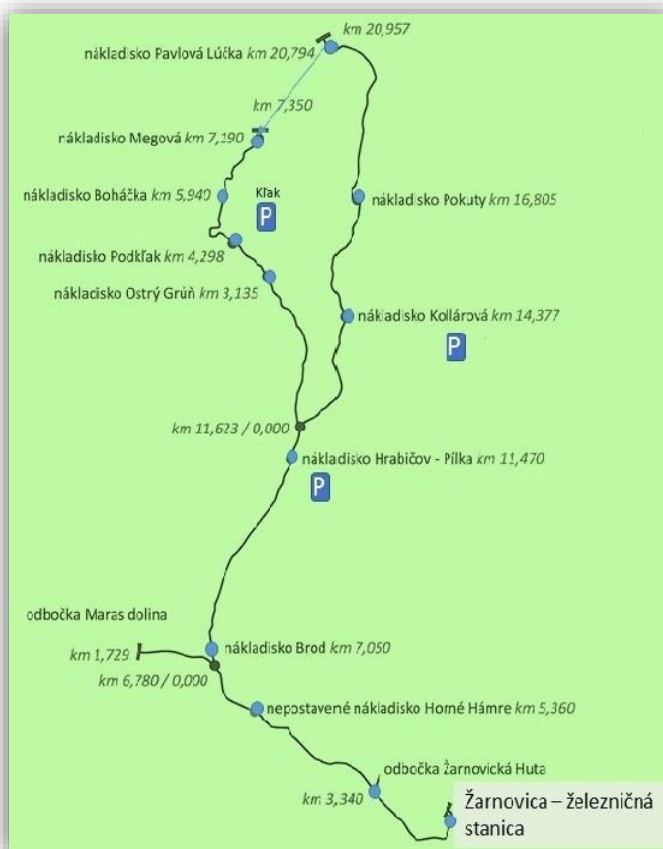 km 20,957
nákladisko Pavlová Lúčka km 20,794
km 7,350
nákladisko Megová km 7,190
nákladisko Boháčka km 5,940
Kľak
P
nákladisko Pokuty km 16,805
nákladisko Podkľak km 4,298
nákladisko Ostrý Grúň km 3,135
nákladisko Kollárová km 14,377
P
km 11,623 / 0,000
nákladisko Hrabičov - Pílka km 11,470
P
odbočka Maras dolina
km 1,729
nákladisko Brod km 7,050
km 6,780 / 0,000
nepostavené nákladisko Horné Hámre km 5,360
odbočka Žarnovická Huta
km 3,340
Žarnovica – železničná
stanica